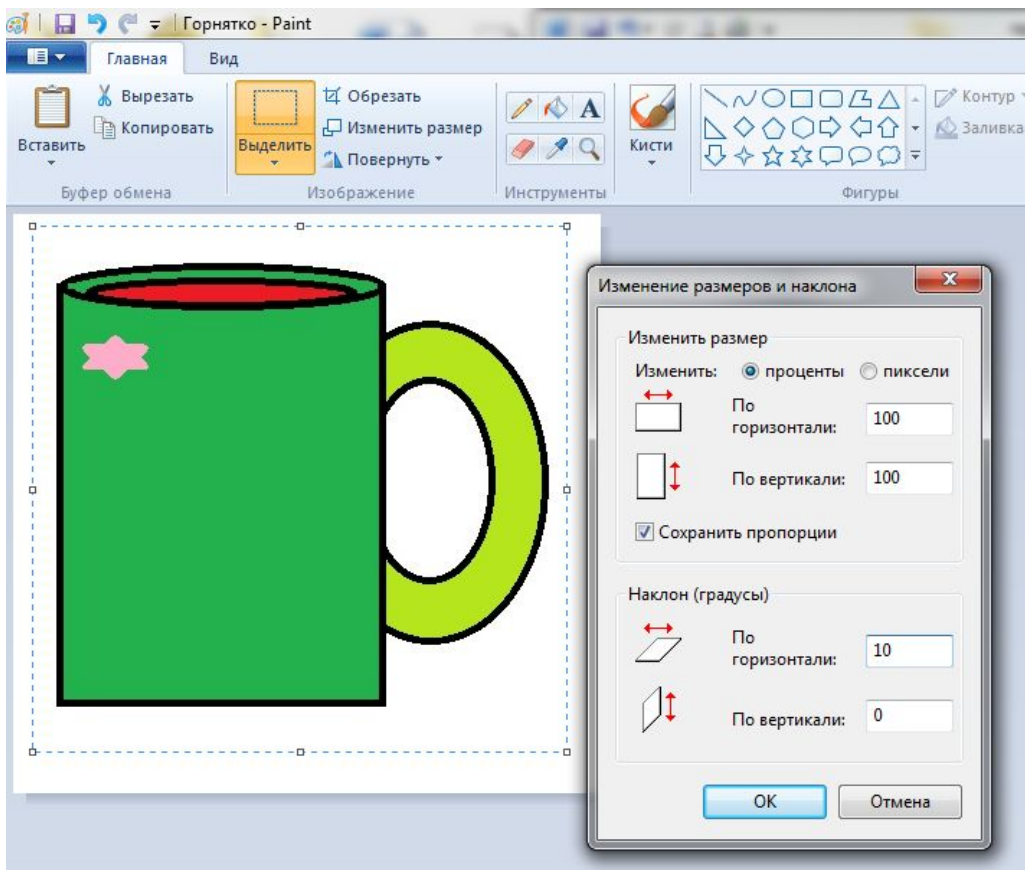 Горнятко - Paint
Главная Вид
Вставить
Вырезать
Копировать
Буфер обмена
Выделить
Обрезать
Изменить размер
Повернуть
Изображение
A
Инструменты
Кисти
Контур
Заливка
Фигуры
Изменение размеров и наклона
Изменить размер
Изменить: проценты пиксели
По
горизонтали: 100
По вертикали: 100
Сохранить пропорции
Наклон (градусы)
По
горизонтали: 10
По вертикали: 0
ОК Отмена